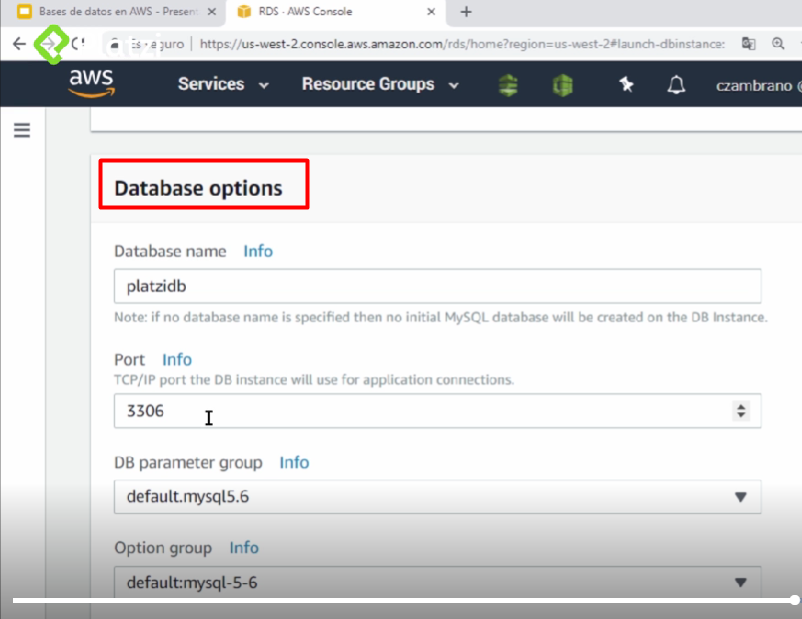 Bases de datos en AWS - Present
RDS - AWS Console
https://us-west-2.console.aws.amazon.com/rds/home?region=us-west-2#launch-dbinstance:
aws
Services
Resource Groups
czambrano @
Database options
Database name Info
platzidb
Note: if no database name is specified then no initial MySQL database will be created on the DB Instance.
Port Info
TCP/IP port the DB instance will use for application connections.
3306
DB parameter group Info
default.mysql5.6
Option group Info
default:mysql-5-6